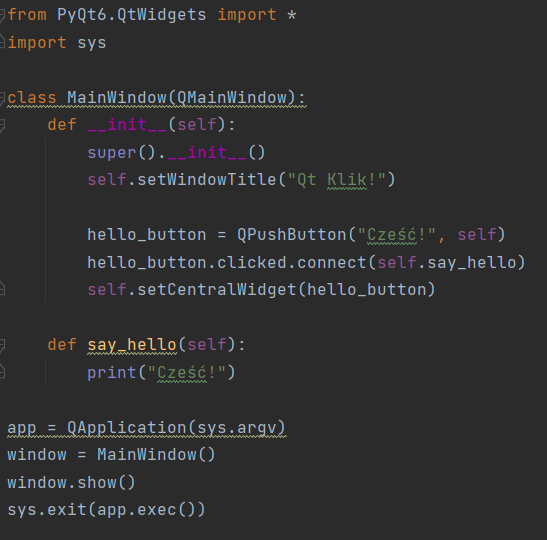 from PyQt6.QtWidgets import *
import sys
class MainWindow(QMainWindow):
def __init__(self):
super().__init__()
self.setWindowTitle("Qt Klik!")
hello_button = QPushButton("Cześć!", self)
hello_button.clicked.connect(self.say_hello)
self.setCentralWidget(hello_button)
def say_hello(self):
print("Cześć!")
app = QApplication(sys.argv)
window = MainWindow()
window.show()
sys.exit(app.exec())